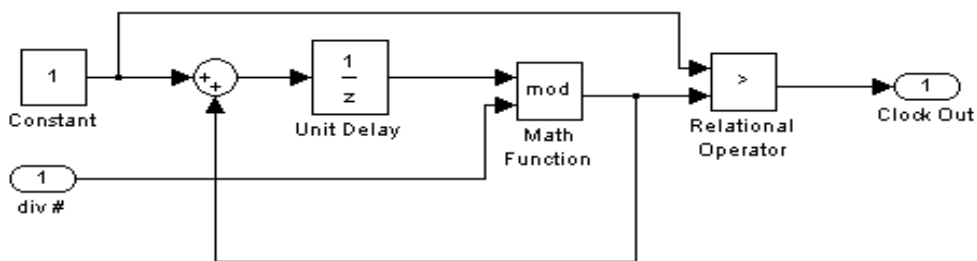 1
Constant
+
+
1
z
Unit Delay
mod
Math
Function
>
Relational
Operator
1
Clock Out
1
div #